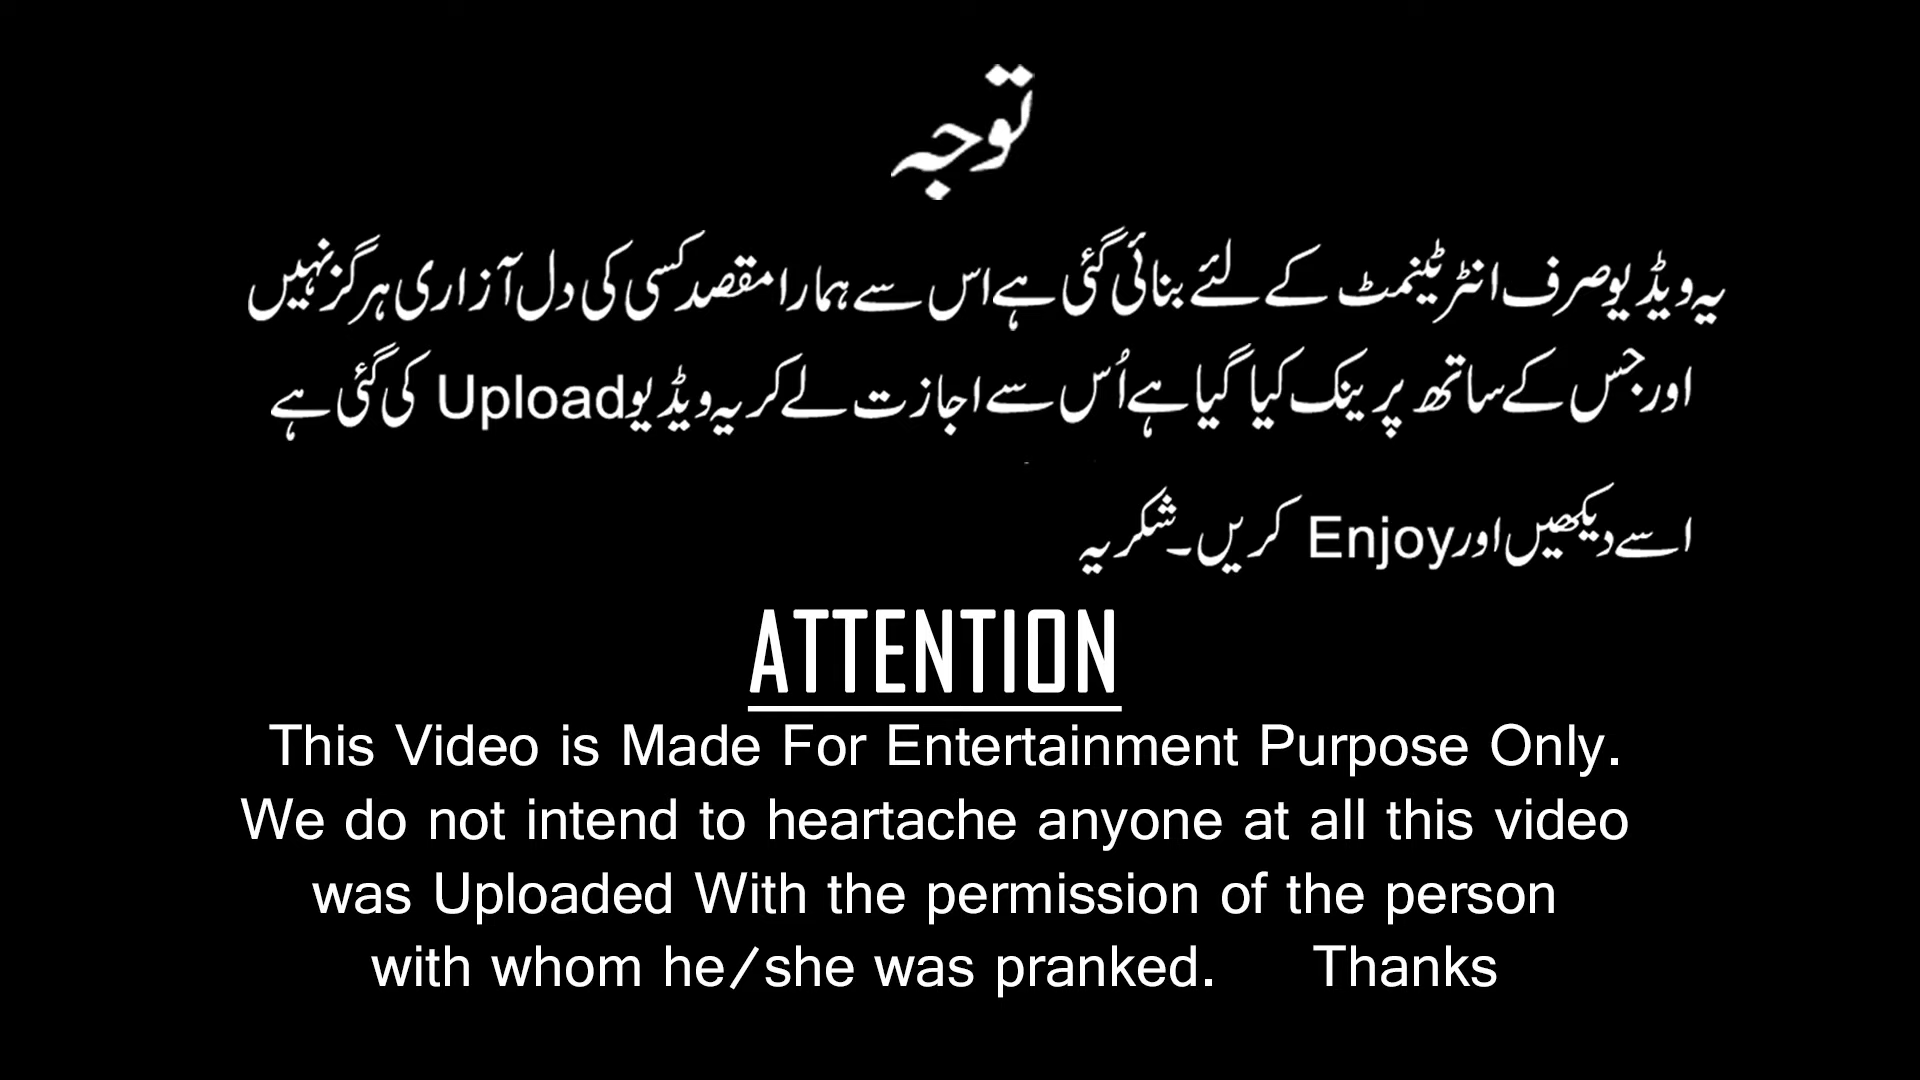 توجہ
یہ ویڈیو صرف انٹرٹینمٹ کے لئے بنائی گئی ہے اس سے ہمارا مقصد کسی کی دل آزاری ہرگز نہیں
اور جس کے ساتھ پرینک کیا گیا ہے اُس سے اجازت لے کر یہ ویڈیو Upload کی گئی ہے
اسے دیکھیں اور Enjoy کریں۔ شکریہ
ATTENTION
This Video is Made For Entertainment Purpose Only.
We do not intend to heartache anyone at all this video
was Uploaded With the permission of the person
with whom he/she was pranked. Thanks